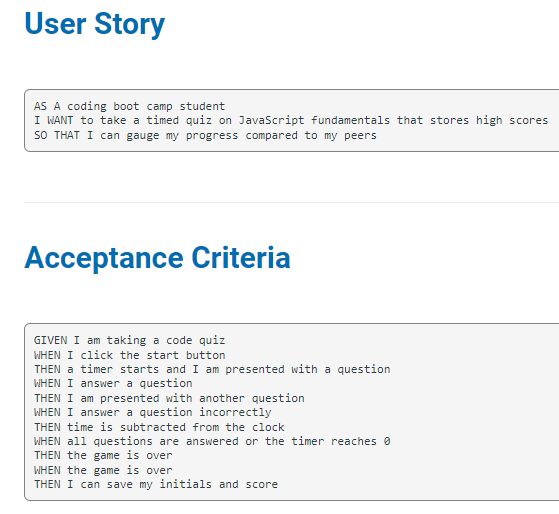 User Story
AS A coding boot camp student
I WANT to take a timed quiz on JavaScript fundamentals that stores high scores
SO THAT I can gauge my progress compared to my peers
Acceptance Criteria
GIVEN I am taking a code quiz
WHEN I click the start button
THEN a timer starts and I am presented with a question
WHEN I answer a question
THEN I am presented with another question
WHEN I answer a question incorrectly
THEN time is subtracted from the clock
WHEN all questions are answered or the timer reaches 0
THEN the game is over
WHEN the game is over
THEN I can save my initials and score